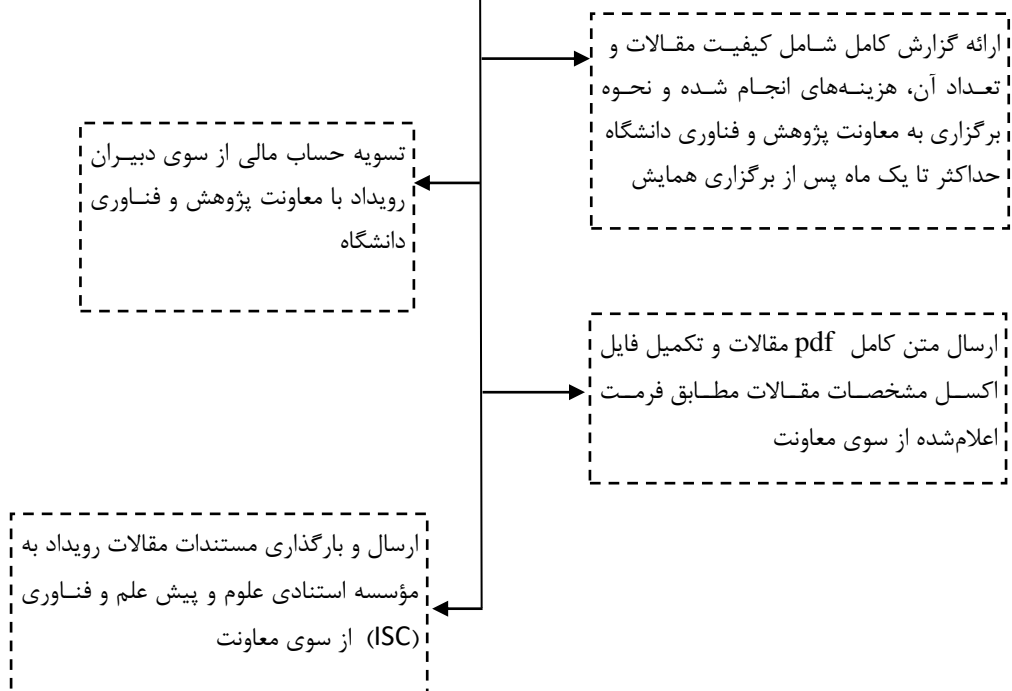 ارائه گزارش کامل شامل کیفیت مقالات و
تعداد آن، هزینه‌های انجام شده و نحوه
برگزاری به معاونت پژوهش و فناوری دانشگاه
حداکثر تا یک ماه پس از برگزاری همایش
تسویه حساب مالی از سوی دبیران
رویداد با معاونت پژوهش و فناوری
دانشگاه
ارسال متن کامل pdf مقالات و تکمیل فایل
اکسل مشخصات مقالات مطابق فرمت
اعلام‌شده از سوی معاونت
ارسال و بارگذاری مستندات مقالات رویداد به
مؤسسه استنادی علوم و پیش علم و فناوری
(ISC) از سوی معاونت